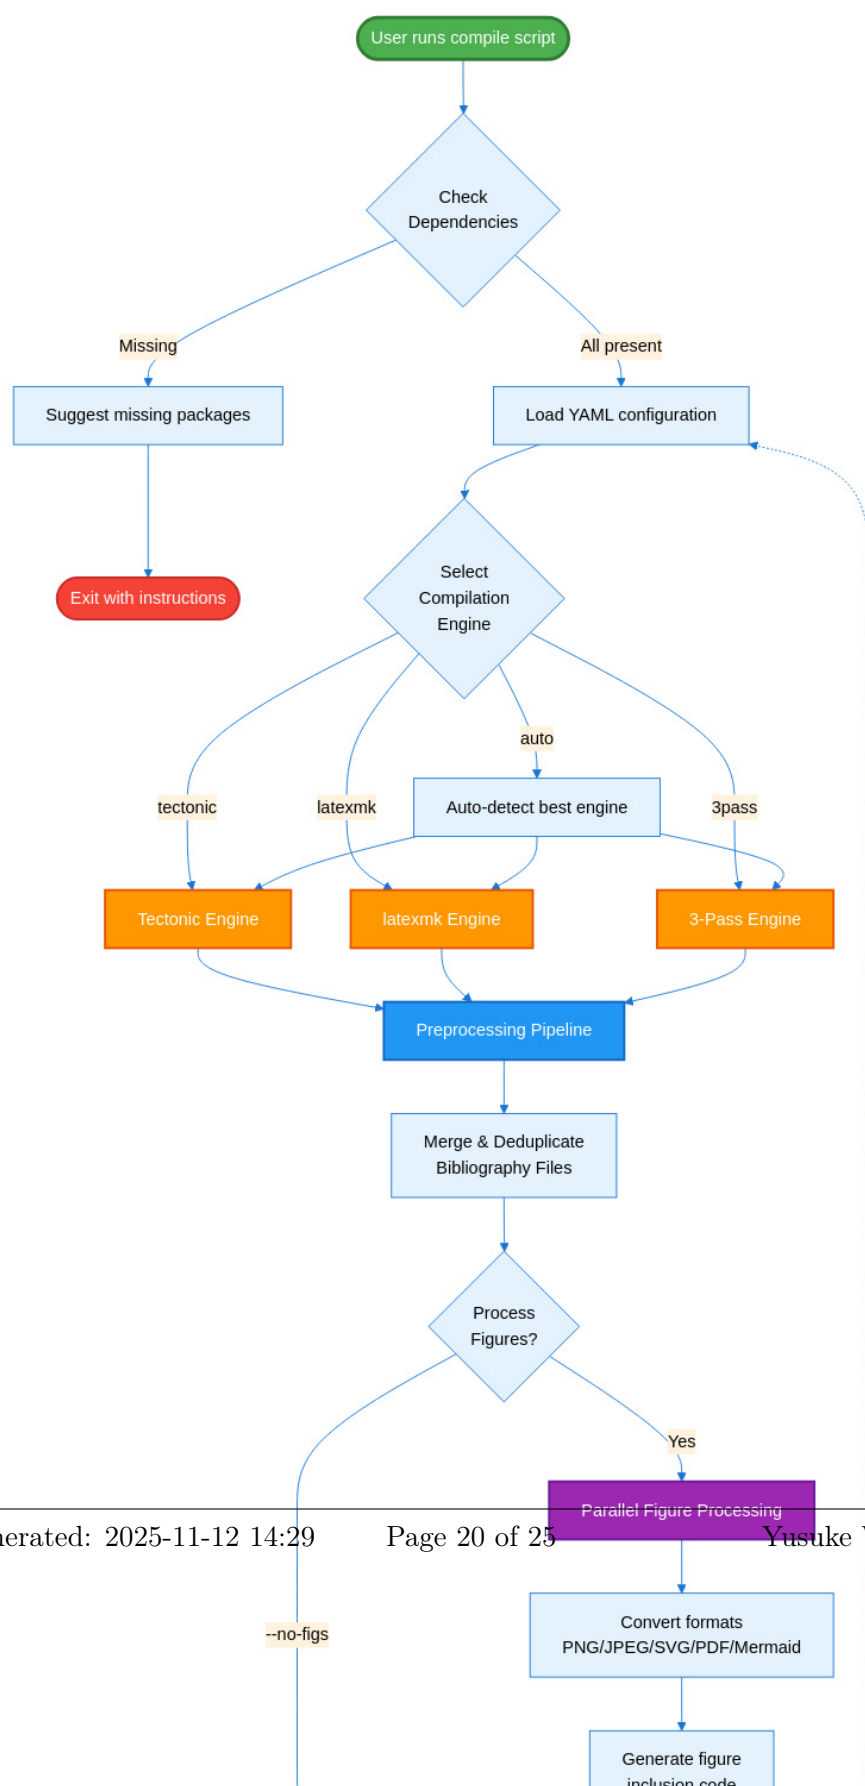 User runs compile script
Check
Dependencies
Missing
All present
Suggest missing packages
Load YAML configuration
Select
Compilation
Engine
Exit with instructions
auto
tectonic
latexmk
Auto-detect best engine
3pass
Tectonic Engine
latexmk Engine
3-Pass Engine
Preprocessing Pipeline
Merge & Deduplicate
Bibliography Files
Process
Figures?
Yes
Parallel Figure Processing
nerated: 2025-11-12 14:29 Page 20 of 25 Yusuke
--no-figs
Convert formats
PNG/JPEG/SVG/PDF/Mermaid
Generate figure
inclusion code